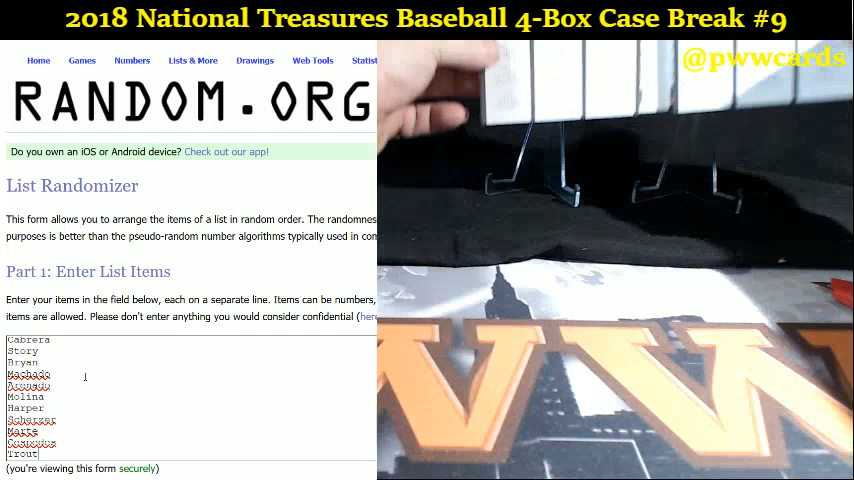 2018 National Treasures Baseball 4-Box Case Break #9
@pwwcards
Home Games Numbers Lists & More Drawings Web Tools Statist
RANDOM.ORG
Do you own an iOS or Android device? Check out our app!
List Randomizer
This form allows you to arrange the items of a list in random order. The randomnes
purposes is better than the pseudo-random number algorithms typically used in com
Part 1: Enter List Items
Enter your items in the field below, each on a separate line. Items can be numbers,
items are allowed. Please don't enter anything you would consider confidential (here
Cabrera
Story
Bryan
Machado
Arenado
Molina
Harper
Scherzer
Marte
Cespedes
Trout
(you're viewing this form securely)